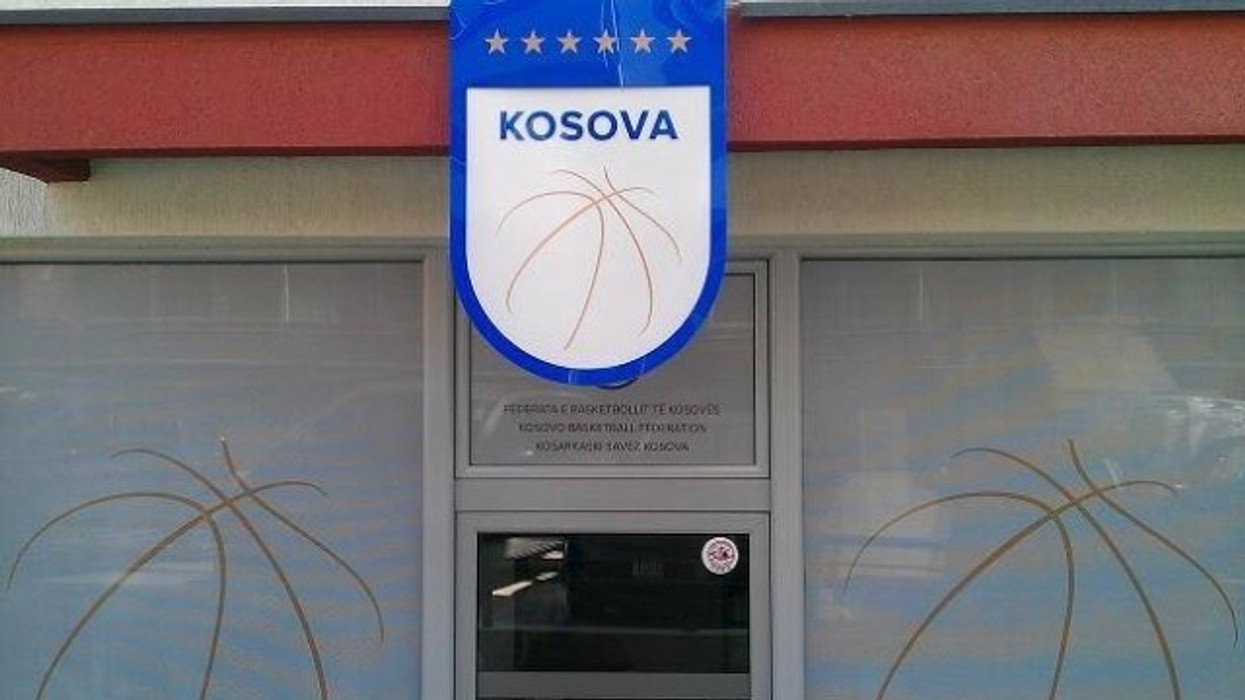 KOSOVA
FEDERATA E BASKETBOLLIT TË KOSOVËS
KOSOVO BASKETBALL FEDERATION
KOŠARKAŠKI SAVEZ KOSOVA